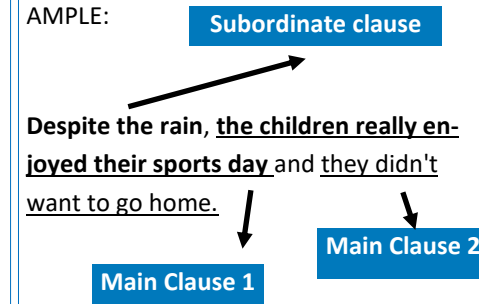 AMPLE:
Subordinate clause
Despite the rain, the children really en-
joyed their sports day and they didn't
want to go home.
Main Clause 2
Main Clause 1